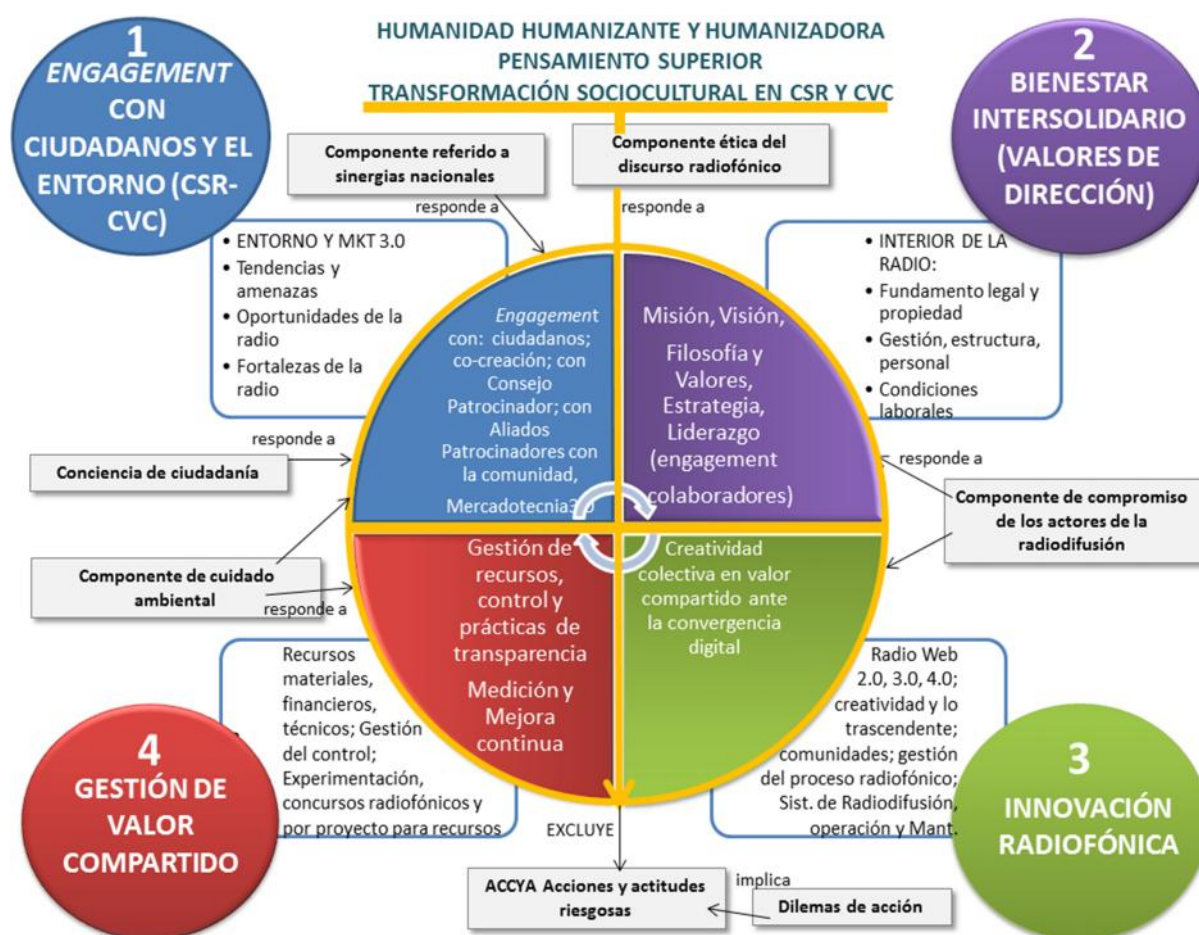 HUMANIDAD HUMANIZANTE Y HUMANIZADORA
PENSAMIENTO SUPERIOR
TRANSFORMACIÓN SOCIOCULTURAL EN CSR Y CVC
1
ENGAGEMENT
CON
CIUDADANOS Y EL
ENTORNO (CSR-
CVC)
2
BIENESTAR
INTERSOLIDARIO
(VALORES DE
DIRECCIÓN)
Componente referido a
sinergias nacionales
responde a
Componente ética del
discurso radiofónico
responde a
• ENTORNO Y MKT 3.0
• Tendencias y
amenazas
• Oportunidades de la
radio
• Fortalezas de la
radio
• INTERIOR DE LA
RADIO:
• Fundamento legal y
propiedad
• Gestión, estructura,
personal
• Condiciones
laborales
Engagement
con: ciudadanos;
co-creación; con
Consejo
Patrocinador; con
Aliados
Patrocinadores con
la comunidad,
Mercadotecnia3.0
Misión, Visión,
Filosofía y
Valores,
Estrategia,
Liderazgo
(engagement
colaboradores)
responde a
Conciencia de ciudadanía
responde a
Componente de compromiso
de los actores de la
radiodifusión
Componente de cuidado
ambiental
responde a
Gestión de
recursos,
control y
prácticas de
transparencia
Medición y
Mejora
continua
Creatividad
colectiva en valor
compartido ante
la convergencia
digital
4
GESTIÓN DE
VALOR
COMPARTIDO
Recursos
materiales,
financieros,
técnicos; Gestión
del control;
Experimentación,
concursos radiofónicos y
por proyecto para recursos
Radio Web
2.0, 3.0, 4.0;
creatividad y lo
trascendente;
comunidades; gestión
del proceso radiofónico;
Sist. de Radiodifusión,
operación y Mant.
3
INNOVACIÓN
RADIOFÓNICA
EXCLUYE
ACCYA Acciones y actitudes
riesgosas
implica
Dilemas de acción